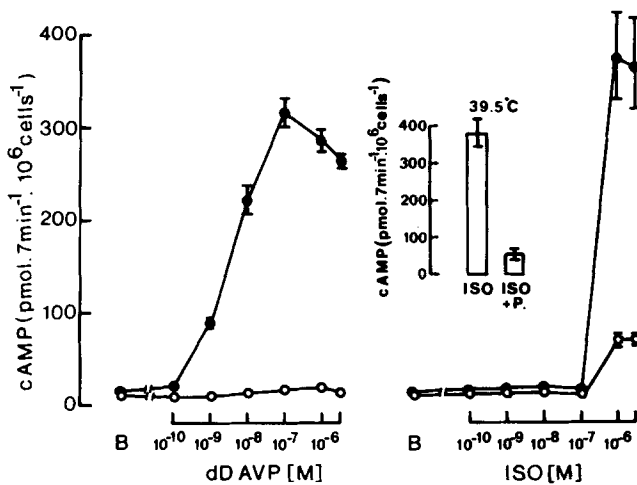 400
300
200
100
0
cAMP(pmol.7min⁻¹.10⁶cells⁻¹)
B 10⁻¹⁰ 10⁻⁹ 10⁻⁸ 10⁻⁷ 10⁻⁶
dDAVP[M]
39.5°C
400
300
200
100
0
cAMP(pmol.7min⁻¹.10⁶cells⁻¹)
ISO ISO
+P.
B 10⁻¹⁰ 10⁻⁹ 10⁻⁸ 10⁻⁷ 10⁻⁶
ISO[M]